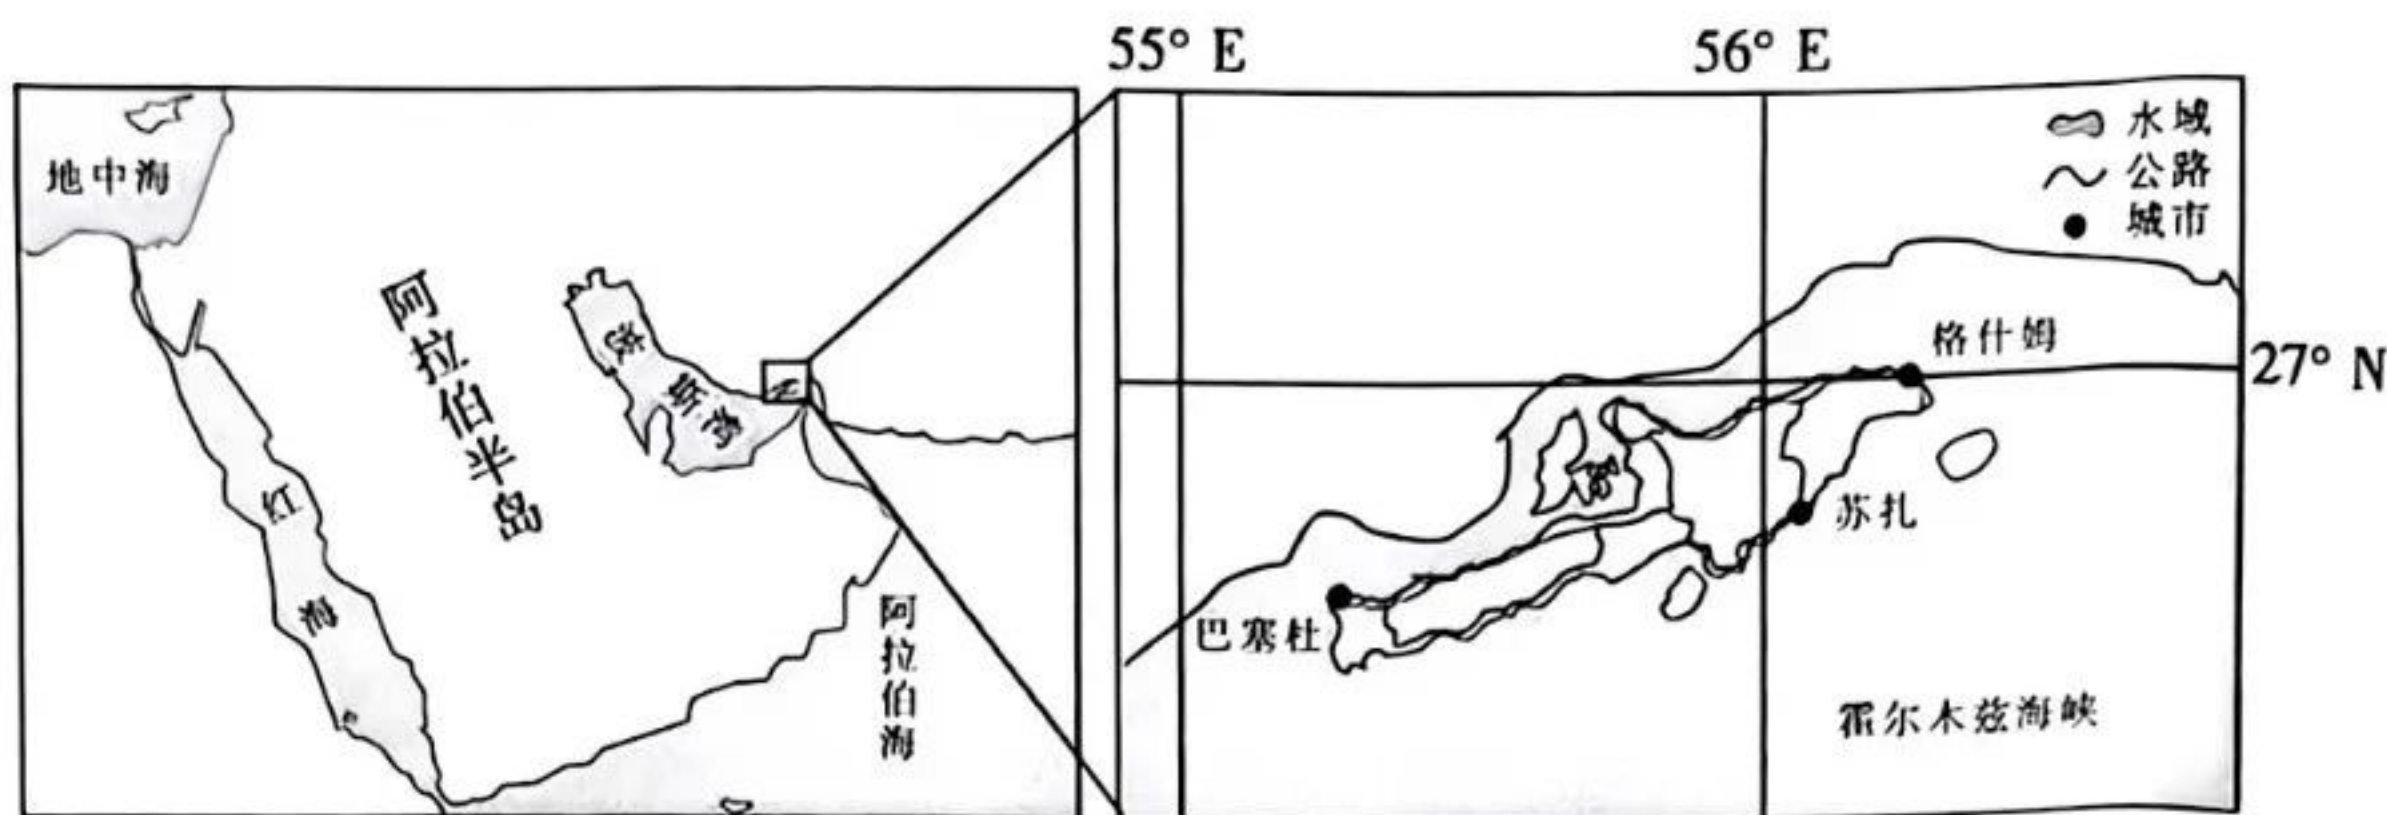 55° E
56° E
水域
公路
城市
地中海
阿拉伯半岛
波斯湾
红海
阿拉伯海
格什姆
27° N
苏扎
巴塞杜
霍尔木兹海峡